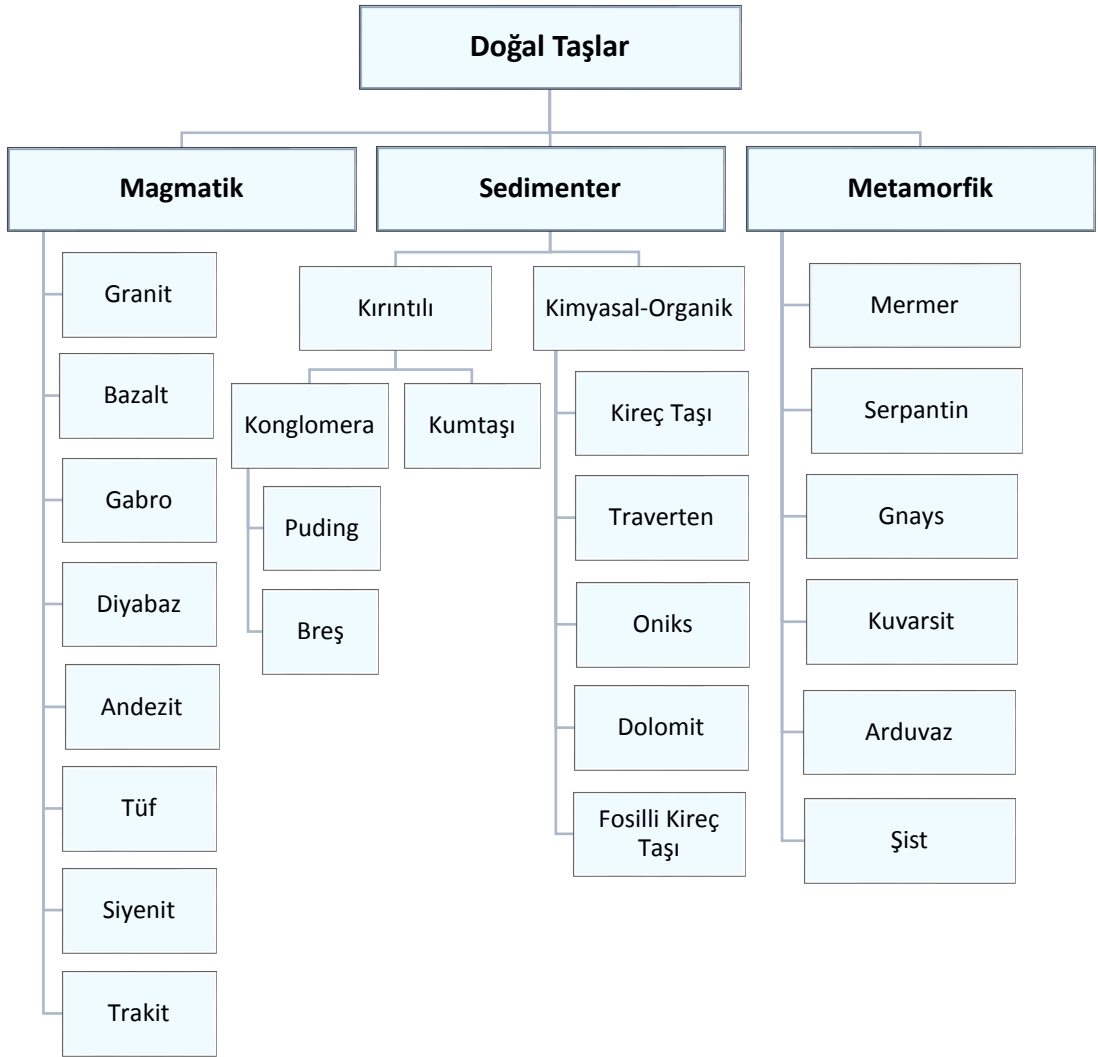 Doğal Taşlar
Magmatik
Sedimenter
Metamorfik
Granit
Bazalt
Gabro
Diyabaz
Andezit
Tüf
Siyenit
Trakit
Kırıntılı
Konglomera
Puding
Breş
Kumtaşı
Kimyasal-Organik
Kireç Taşı
Traverten
Oniks
Dolomit
Fosilli Kireç
Taşı
Mermer
Serpantin
Gnays
Kuvarsit
Arduvaz
Şist